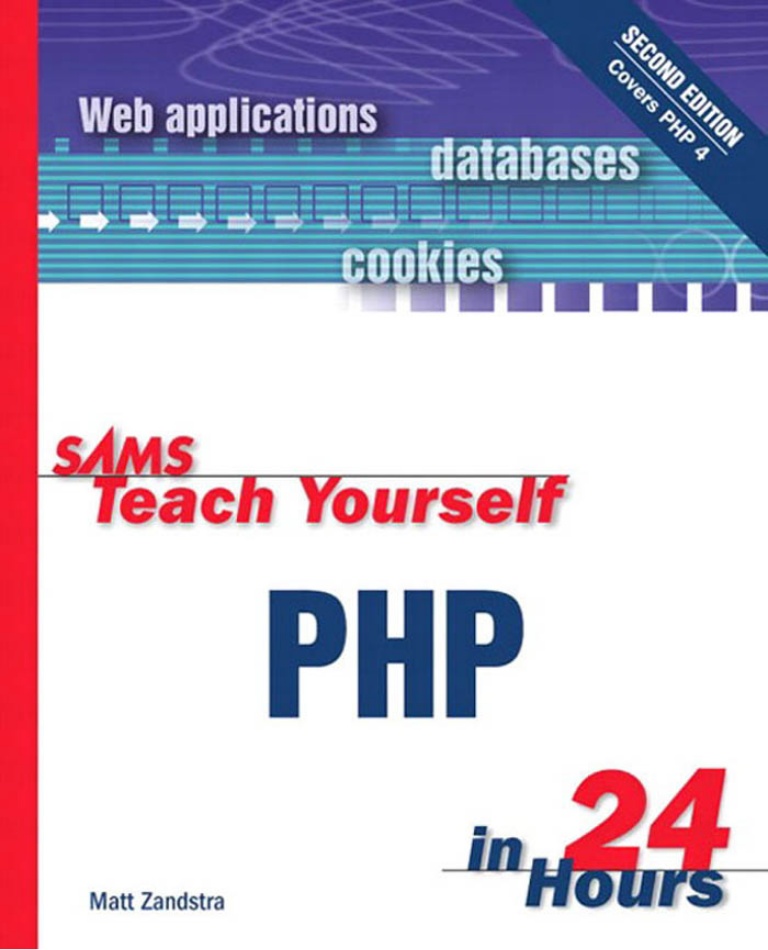 SECOND EDITION
Covers PHP 4
Web applications
databases
cookies
SAMS
Teach Yourself
PHP
in 24
Hours
Matt Zandstra